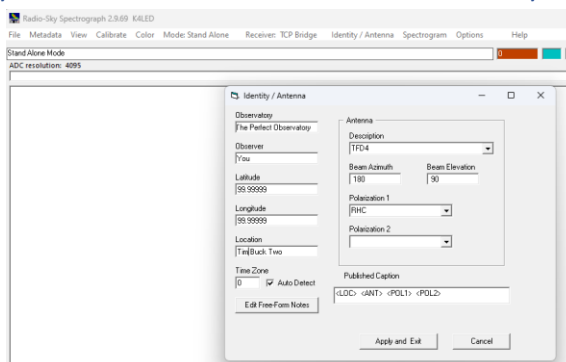 Radio-Sky Spectrograph 2.9.69 K4LED
File Metadata View Calibrate Color Mode: Stand Alone Receiver: TCP Bridge Identity / Antenna Spectrogram Options Help
Stand Alone Mode 0
ADC resolution: 4095
Identity / Antenna
Observatory
The Perfect Observatory
Observer
You
Latitude
99.99999
Longitude
99.99999
Location
Tim Buck Two
Time Zone
0 Auto Detect
Edit Free-Form Notes
Antenna
Description
TFD4
Beam Azimuth Beam Elevation
180 90
Polarization 1
RHC
Polarization 2
Published Caption
<LOC> <ANT> <POL1> <POL2>
Apply and Exit Cancel